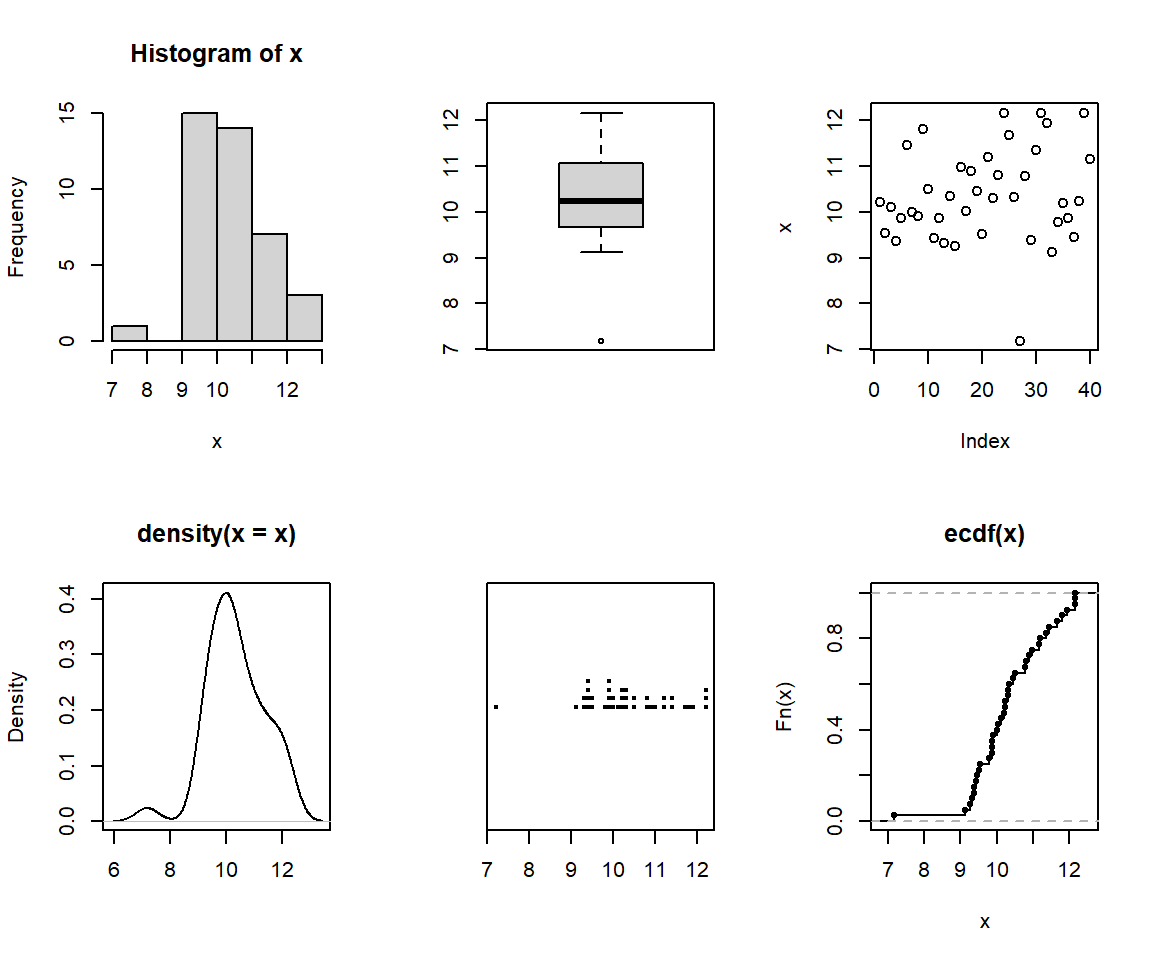 Histogram of x
Frequency
0 5 10 15
7 8 9 10 12
x
7 8 9 10 11 12
x
7 8 9 10 11 12
0 10 20 30 40
Index
density(x = x)
Density
0.0 0.1 0.2 0.3 0.4
6 8 10 12
7 8 9 10 11 12
ecdf(x)
Fn(x)
0.0 0.4 0.8
7 8 9 10 12
x